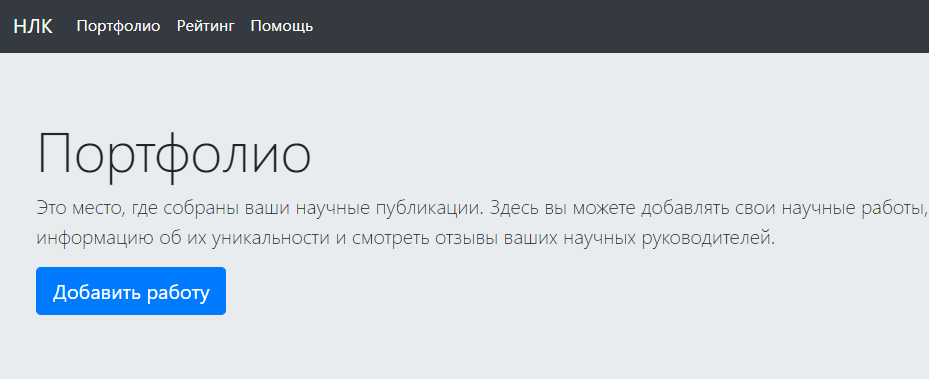 НЛК Портфолио Рейтинг Помощь
Портфолио
Это место, где собраны ваши научные публикации. Здесь вы можете добавлять свои научные работы,
информацию об их уникальности и смотреть отзывы ваших научных руководителей.
Добавить работу